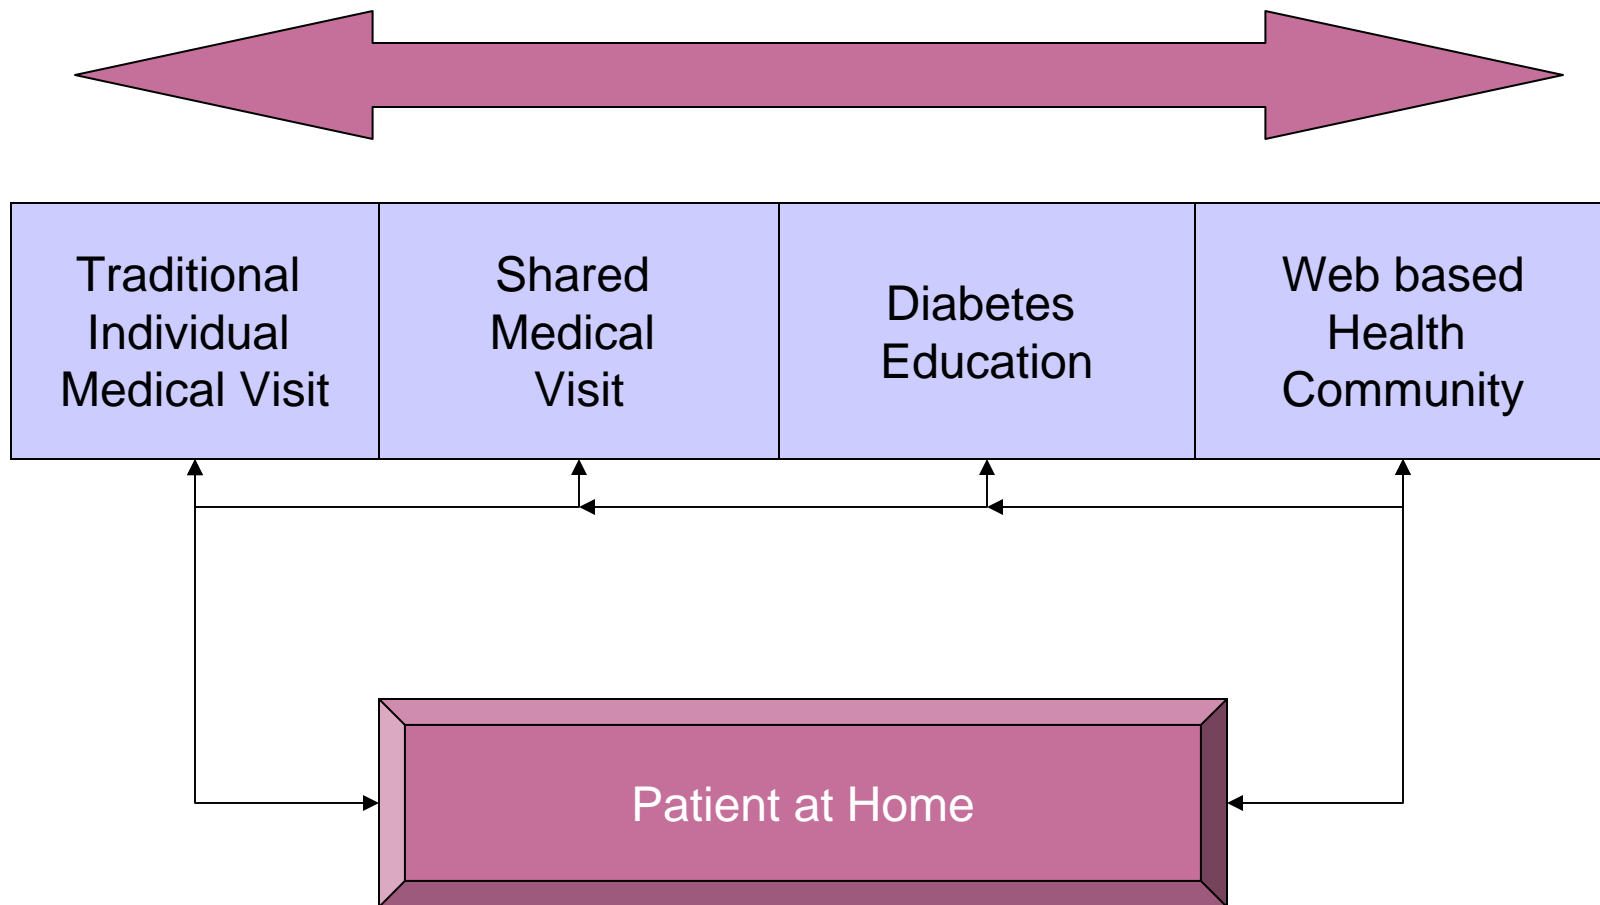 Traditional
Individual
Medical Visit
Shared
Medical
Visit
Diabetes
Education
Web based
Health
Community
Patient at Home